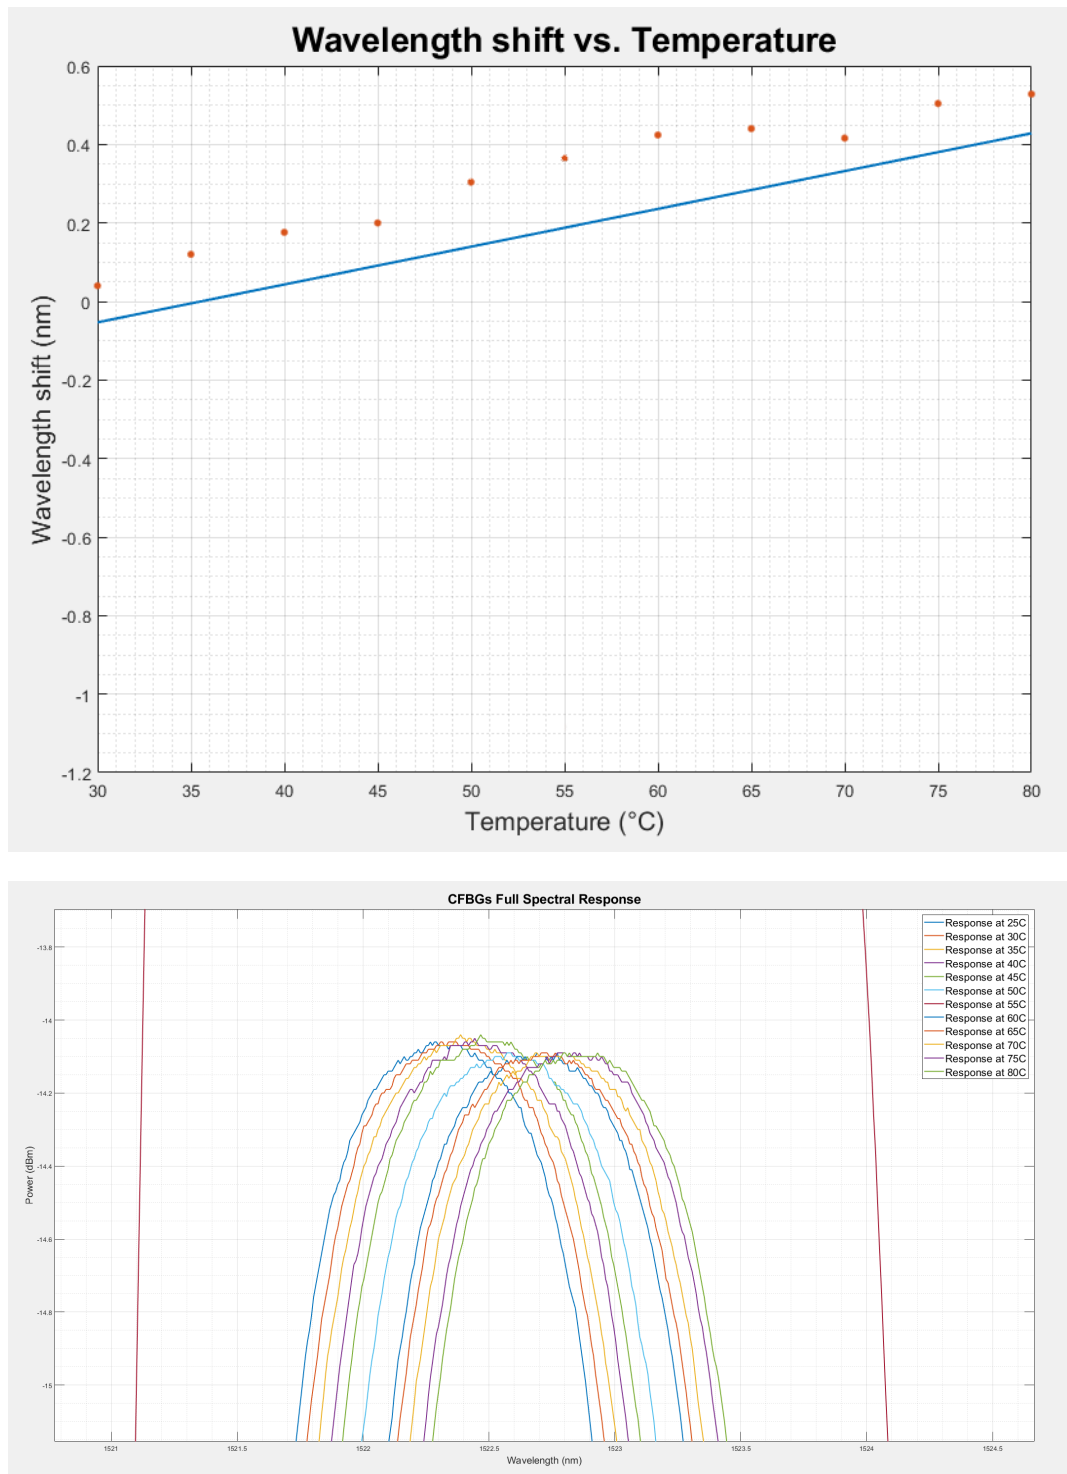 Wavelength shift vs. Temperature
0.6
0.4
0.2
0
-0.2
-0.4
-0.6
-0.8
-1
-1.2
Wavelength shift (nm)
30 35 40 45 50 55 60 65 70 75 80
Temperature (°C)
CFBGs Full Spectral Response
Response at 25C
Response at 30C
Response at 35C
Response at 40C
Response at 45C
Response at 50C
Response at 55C
Response at 60C
Response at 65C
Response at 70C
Response at 75C
Response at 80C
-13.8
-14
-14.2
-14.4
-14.6
-14.8
-15
Power (dBm)
1521 1521.5 1522 1522.5 1523 1523.5 1524 1524.5
Wavelength (nm)